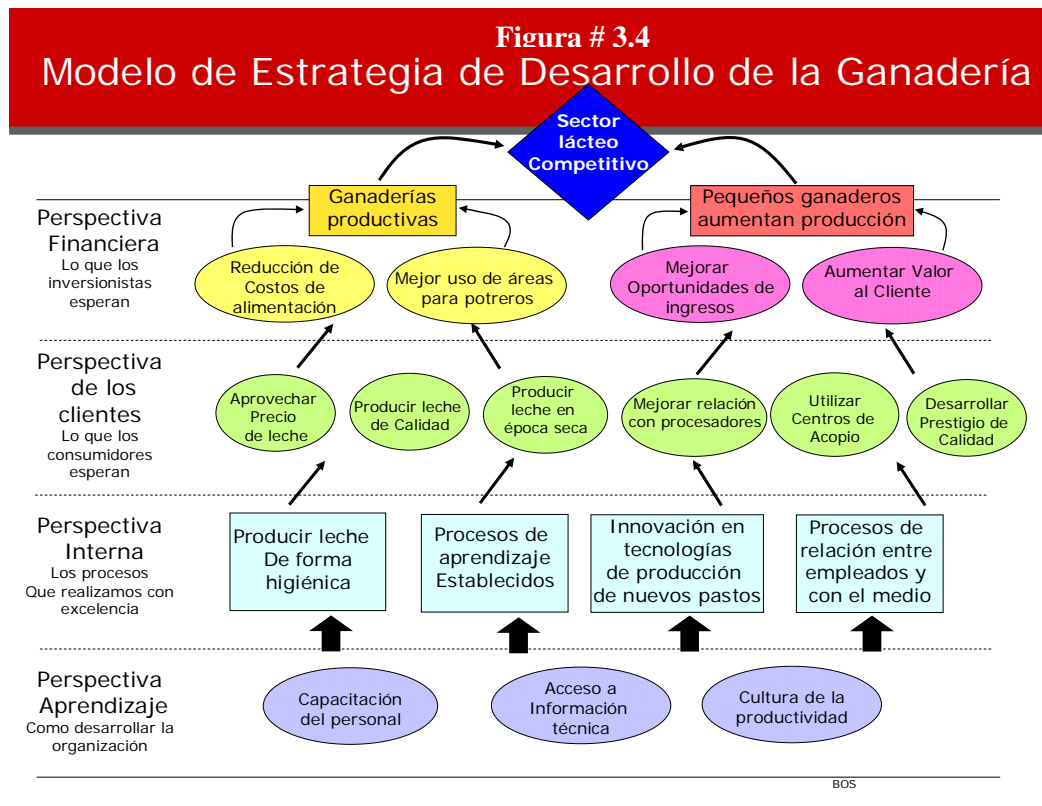 Figura # 3.4
Modelo de Estrategia de Desarrollo de la Ganadería
Sector
lácteo
Competitivo
Ganaderías
productivas
Pequeños ganaderos
aumentan producción
Perspectiva
Financiera
Lo que los
inversionistas
esperan
Reducción de
Costos de
alimentación
Mejor uso de áreas
para potreros
Mejorar
Oportunidades de
ingresos
Aumentar Valor
al Cliente
Perspectiva
de los
clientes
Lo que los
consumidores
esperan
Aprovechar
Precio
de leche
Producir leche
de Calidad
Producir
leche en
época seca
Mejorar relación
con procesadores
Utilizar
Centros de
Acopio
Desarrollar
Prestigio de
Calidad
Perspectiva
Interna
Los procesos
Que realizamos con
excelencia
Producir leche
De forma
higiénica
Procesos de
aprendizaje
Establecidos
Innovación en
tecnologías
de producción
de nuevos pastos
Procesos de
relación entre
empleados y
con el medio
Perspectiva
Aprendizaje
Como desarrollar la
organización
Capacitación
del personal
Acceso a
Información
técnica
Cultura de la
productividad
BOS